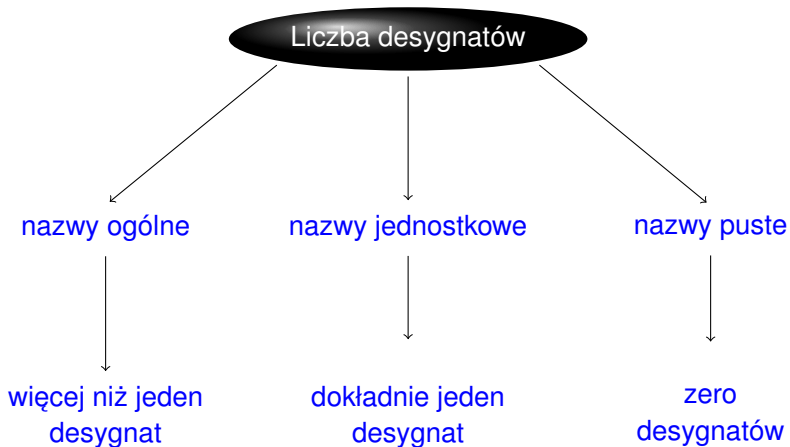 Liczba desygnatów
nazwy ogólne
nazwy jednostkowe
nazwy puste
więcej niż jeden
desygnat
dokładnie jeden
desygnat
zero
desygnatów